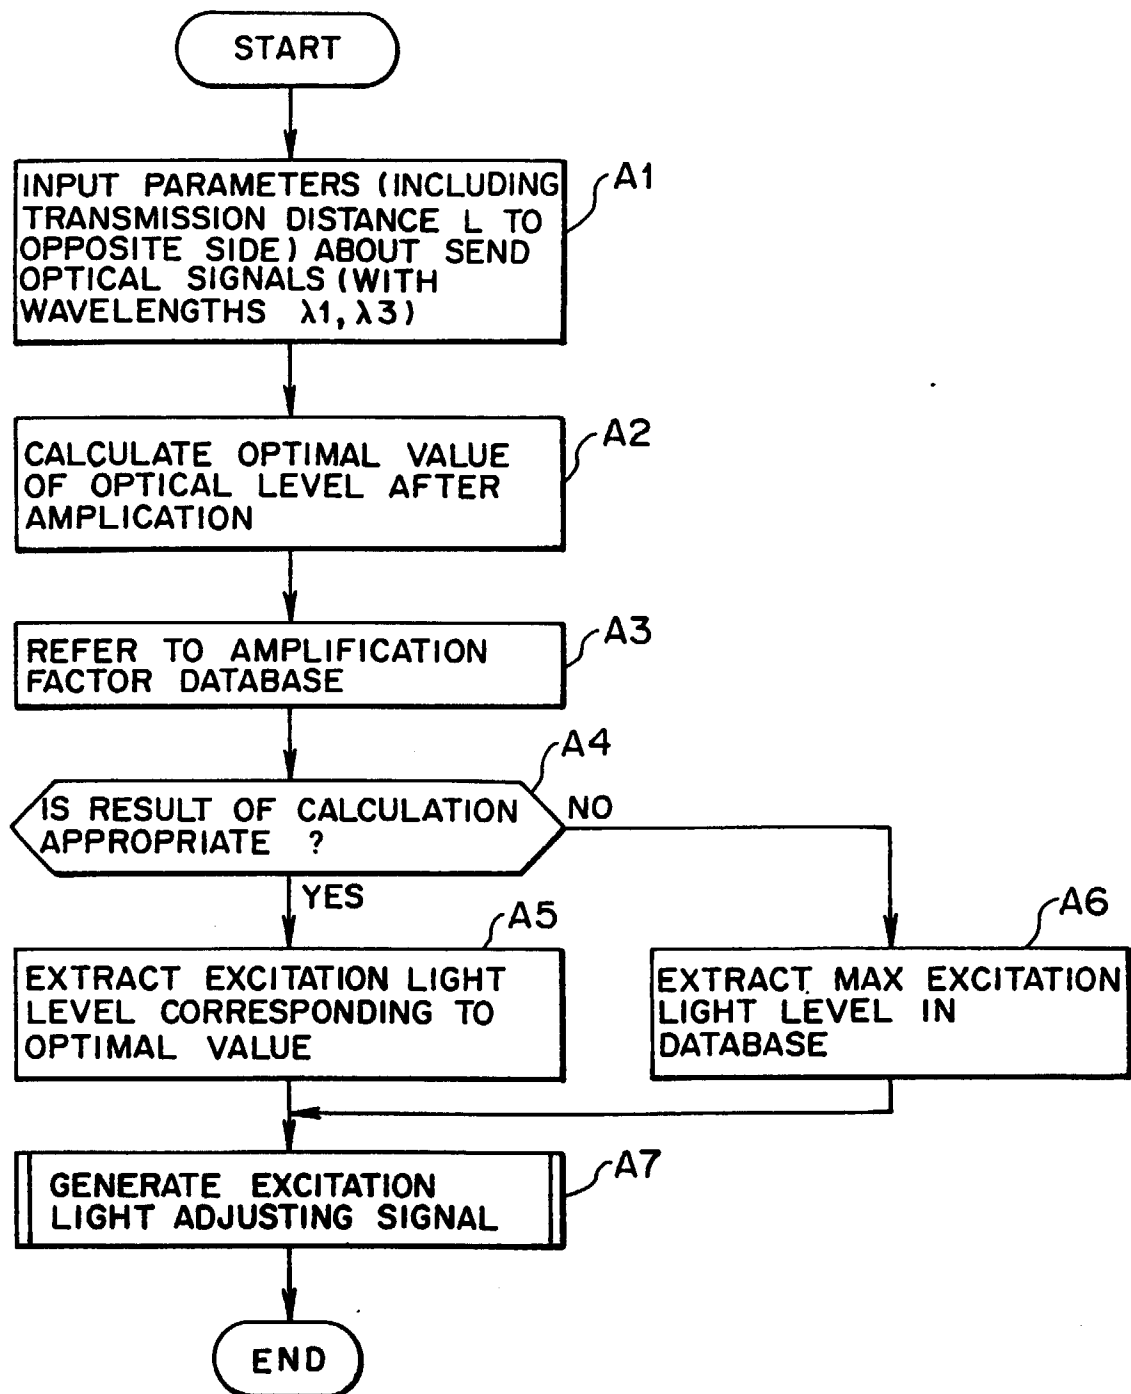 START
INPUT PARAMETERS (INCLUDING
TRANSMISSION DISTANCE L TO
OPPOSITE SIDE) ABOUT SEND
OPTICAL SIGNALS (WITH
WAVELENGTHS λ1, λ3)
A1
CALCULATE OPTIMAL VALUE
OF OPTICAL LEVEL AFTER
AMPLICATION
A2
REFER TO AMPLIFICATION
FACTOR DATABASE
A3
A4
IS RESULT OF CALCULATION
APPROPRIATE ?
NO
YES
A5
EXTRACT EXCITATION LIGHT
LEVEL CORRESPONDING TO
OPTIMAL VALUE
A6
EXTRACT MAX EXCITATION
LIGHT LEVEL IN
DATABASE
A7
GENERATE EXCITATION
LIGHT ADJUSTING SIGNAL
END